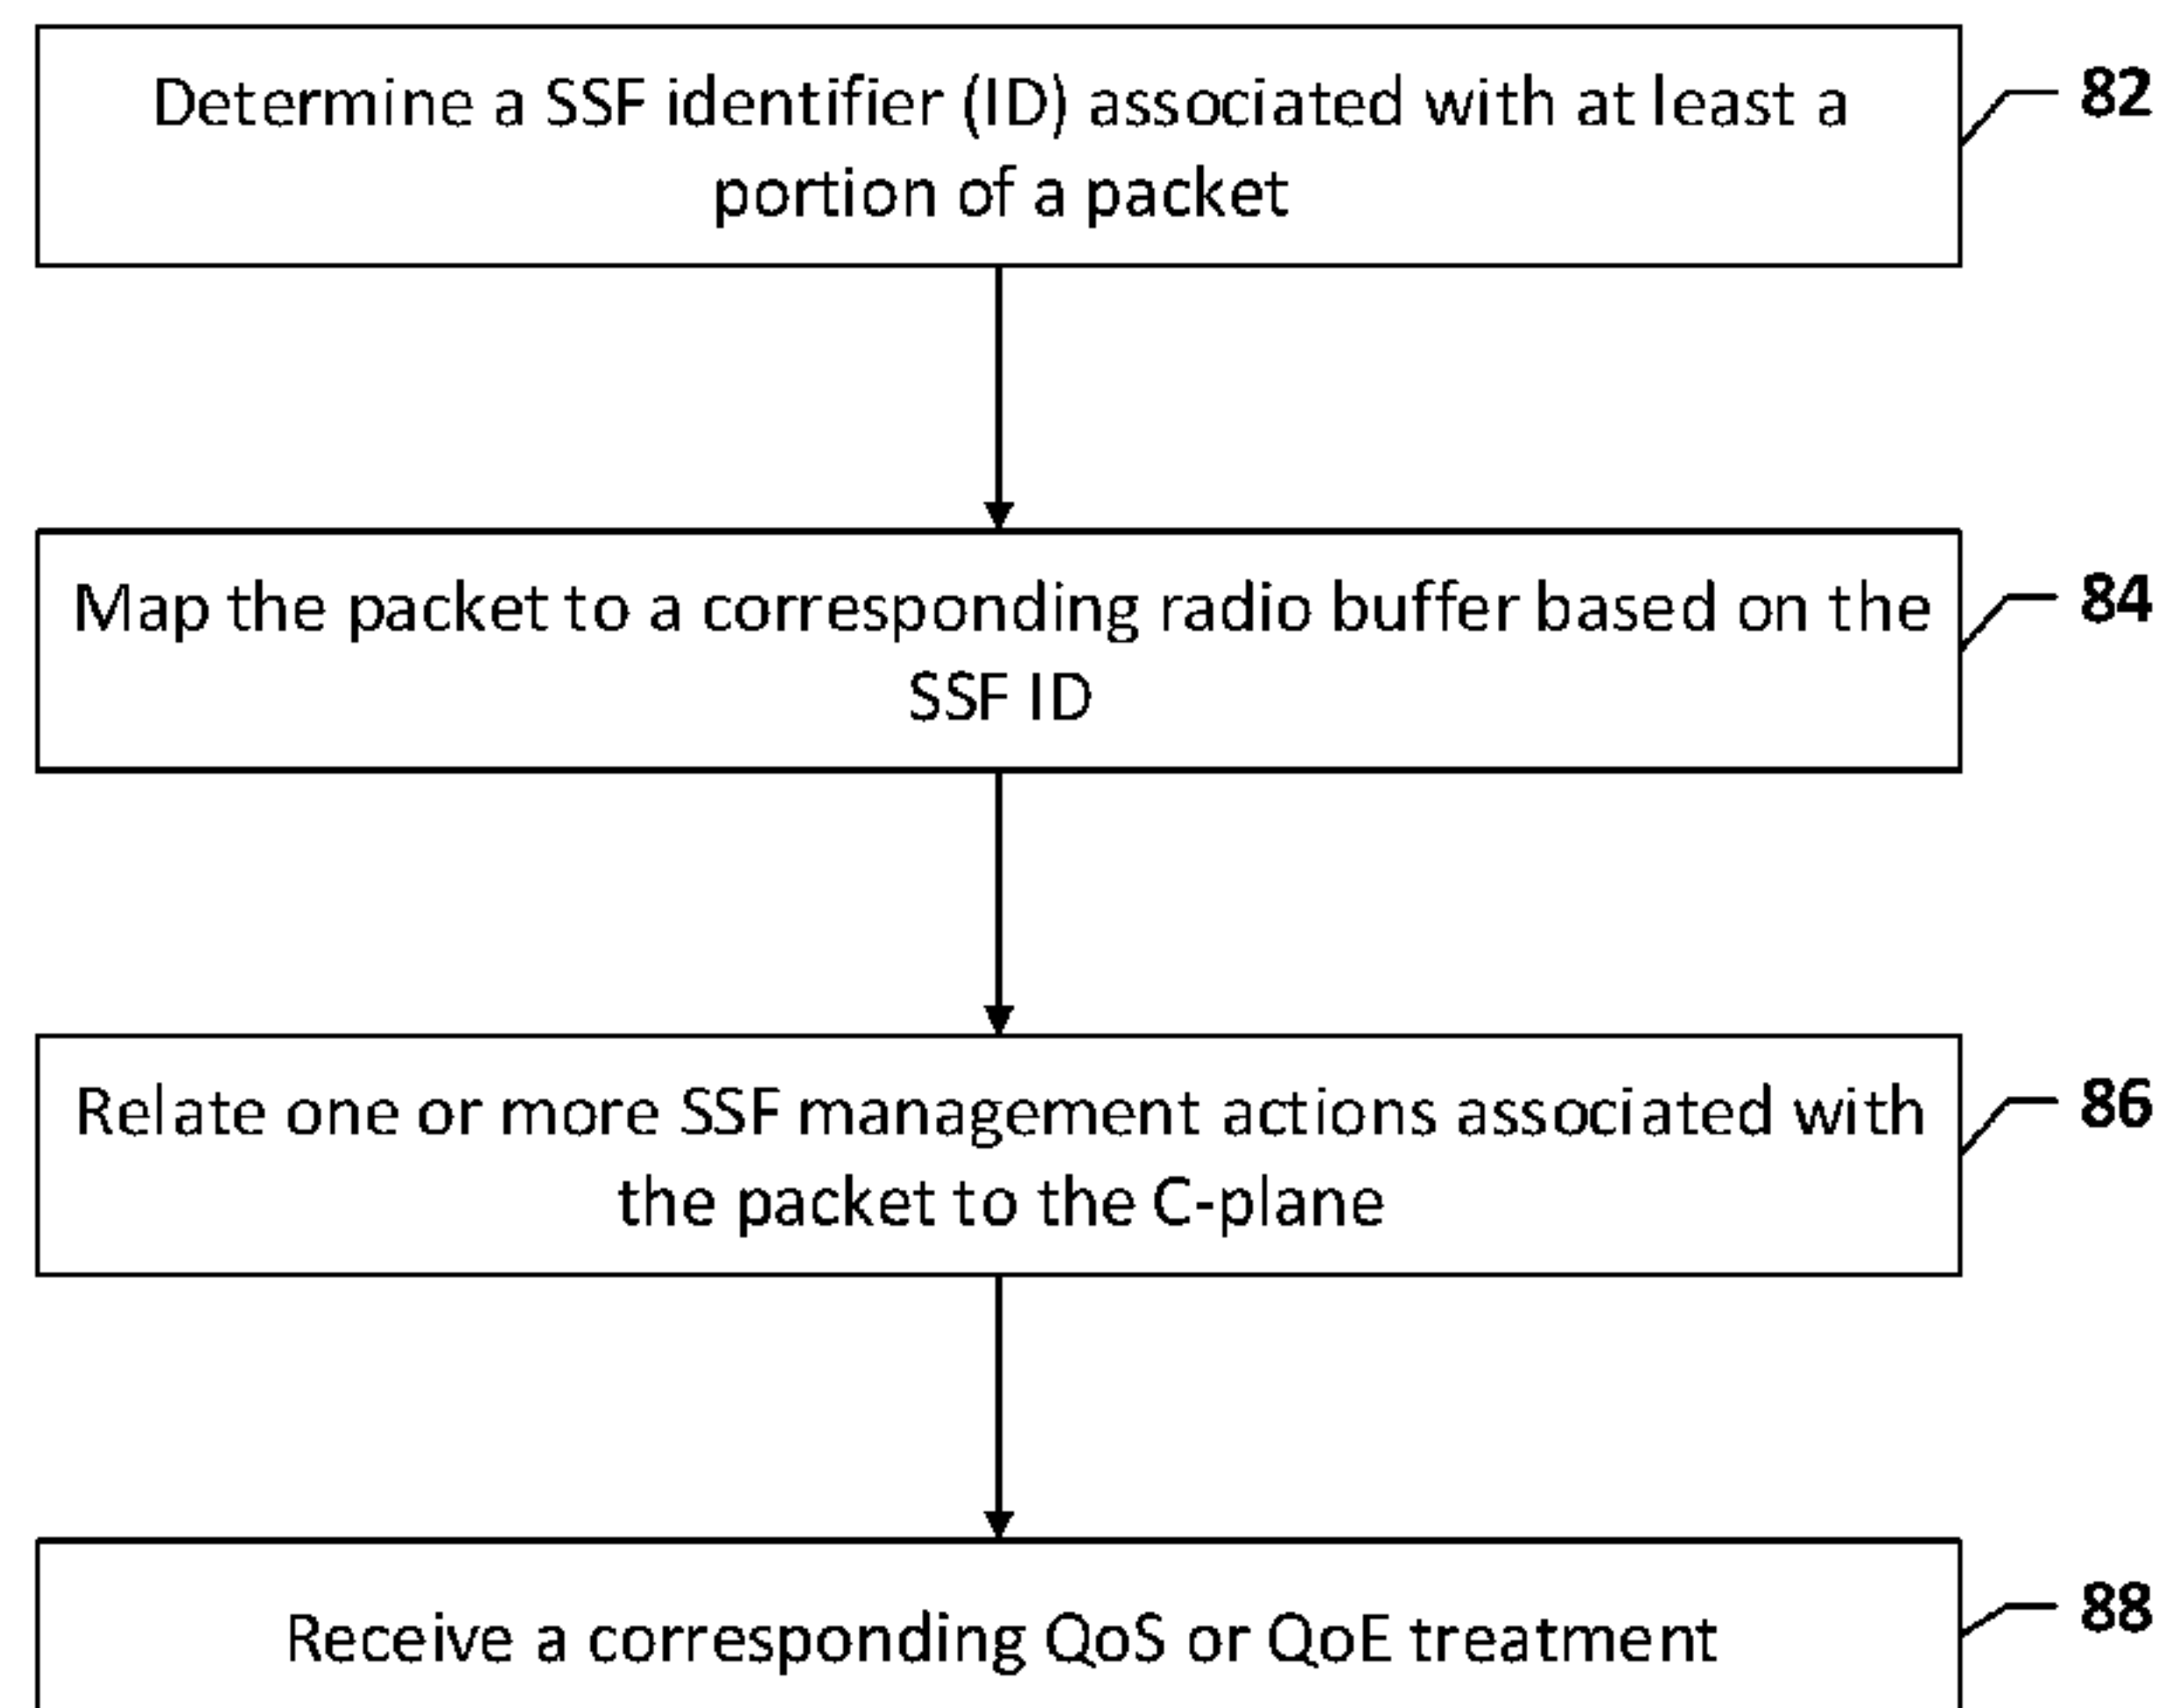 Determine a SSF identifier (ID) associated with at least a
portion of a packet
82
Map the packet to a corresponding radio buffer based on the
SSF ID
84
Relate one or more SSF management actions associated with
the packet to the C-plane
86
Receive a corresponding QoS or QoE treatment
88